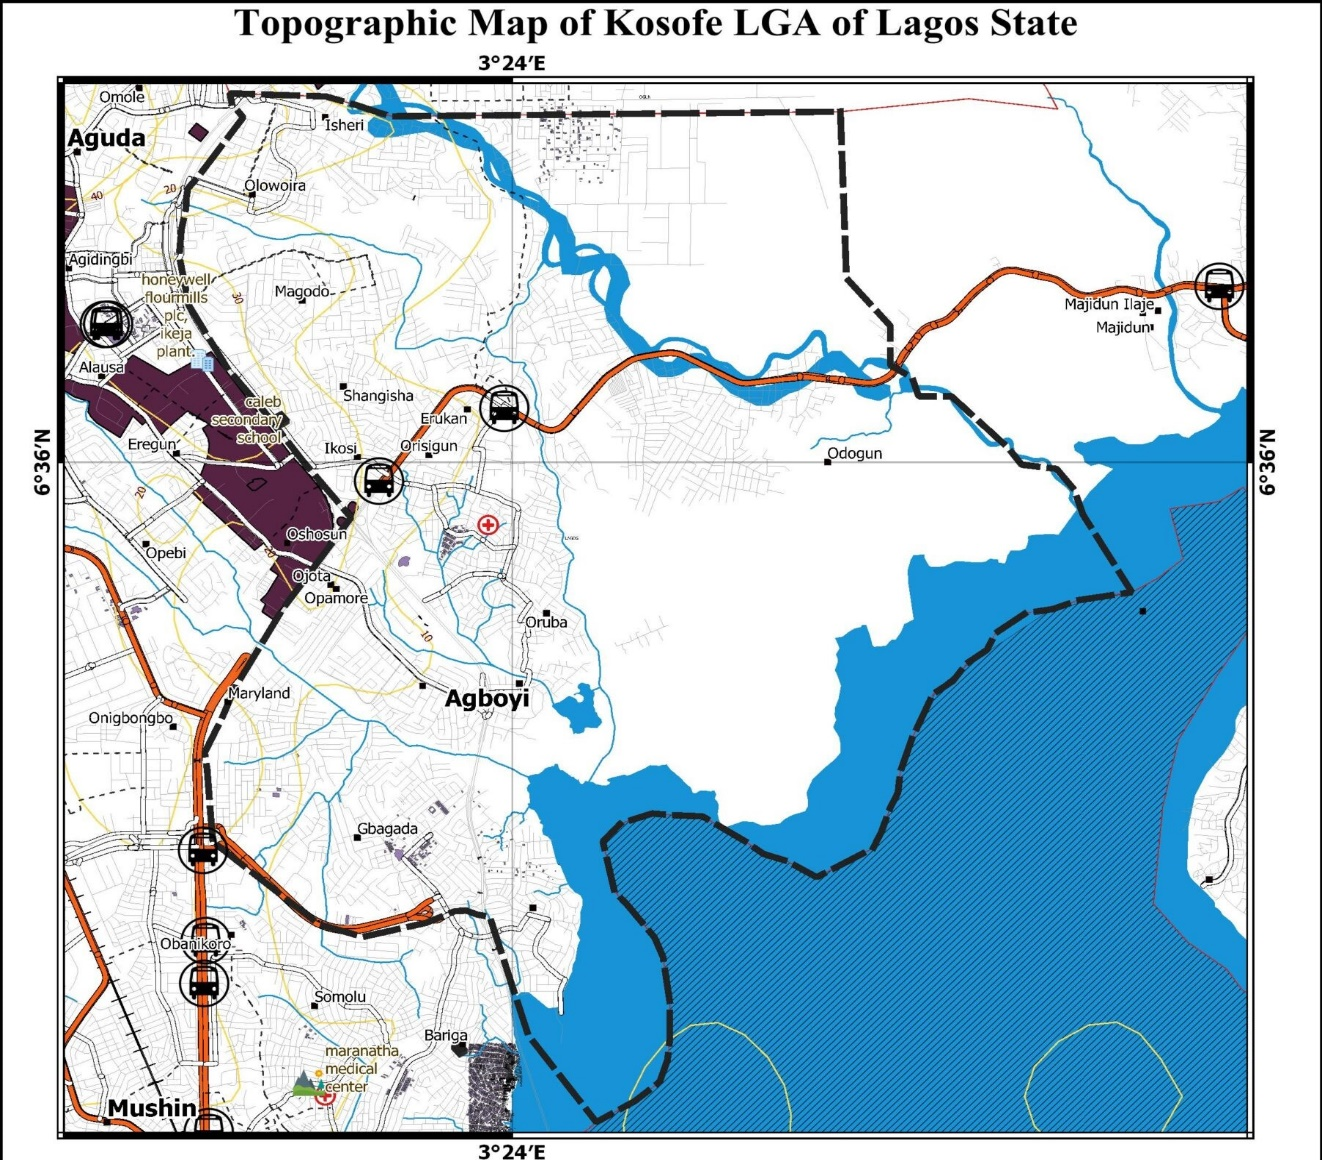 Topographic Map of Kosofe LGA of Lagos State
3°24′E
Omole
Isheri
Aguda
40
20
Olowoira
Agidingbi
honeywell
flourmills
plc,
ikeja
plant.
30
Magodo
Majidun Ilaje
Majidun
Alausa
caleb
secondary
school
Shangisha
Erukan
Eregun
Ikosi
Orisigun
Odogun
6°36′N
6°36′N
20
Oshosun
LAGOS
Opebi
20
Ojota
Opamore
10
Oruba
Maryland
Agboyi
Onigbongbo
Gbagada
Obanikoro
Somolu
Bariga
maranatha
medical
center
Mushin
3°24′E